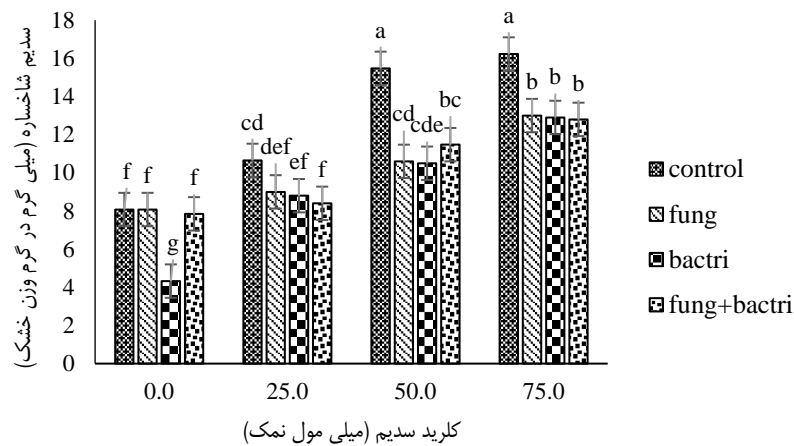 سدیم شاخساره (میلی گرم در گرم وزن خشک)
18
16
14
12
10
8
6
4
2
0
f f g f
cd def ef f
a cd cde bc
a b b b
0.0 25.0 50.0 75.0
کلرید سدیم (میلی مول نمک)
control
fung
bactri
fung+bactri